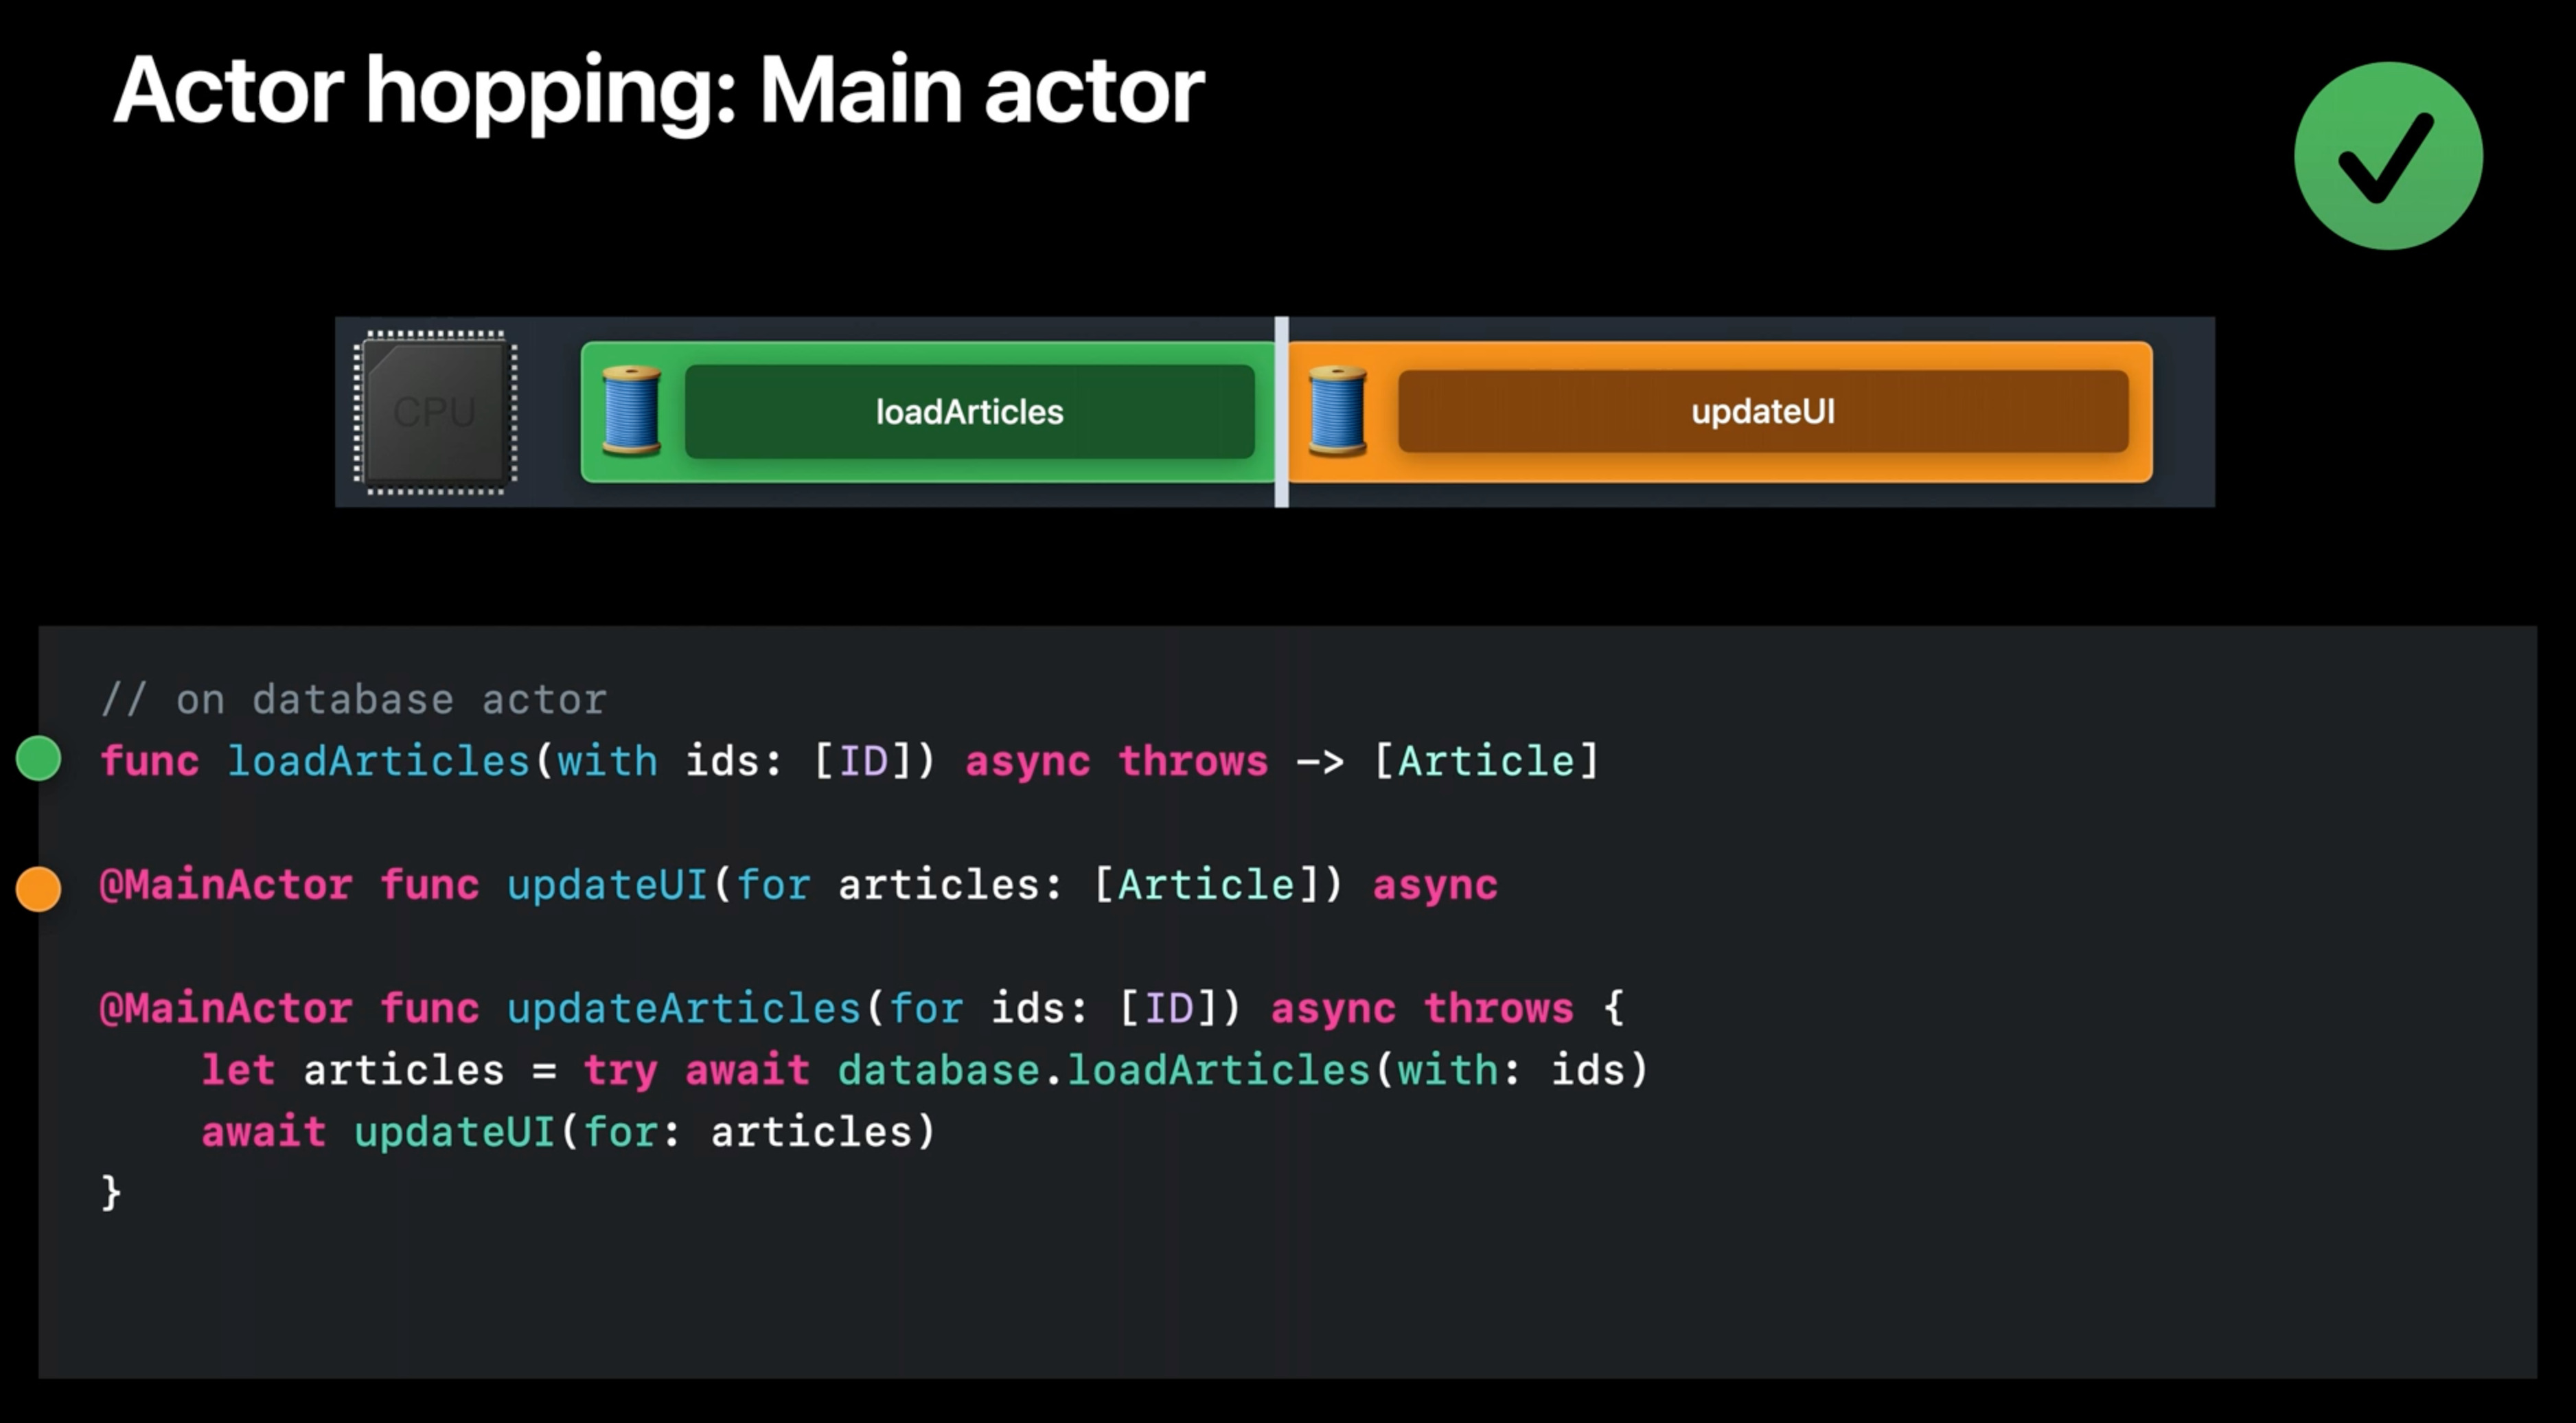 Actor hopping: Main actor
CPU
loadArticles
updateUI
// on database actor
func loadArticles(with ids: [ID]) async throws -> [Article]
@MainActor func updateUI(for articles: [Article]) async
@MainActor func updateArticles(for ids: [ID]) async throws {
    let articles = try await database.loadArticles(with: ids)
    await updateUI(for: articles)
}